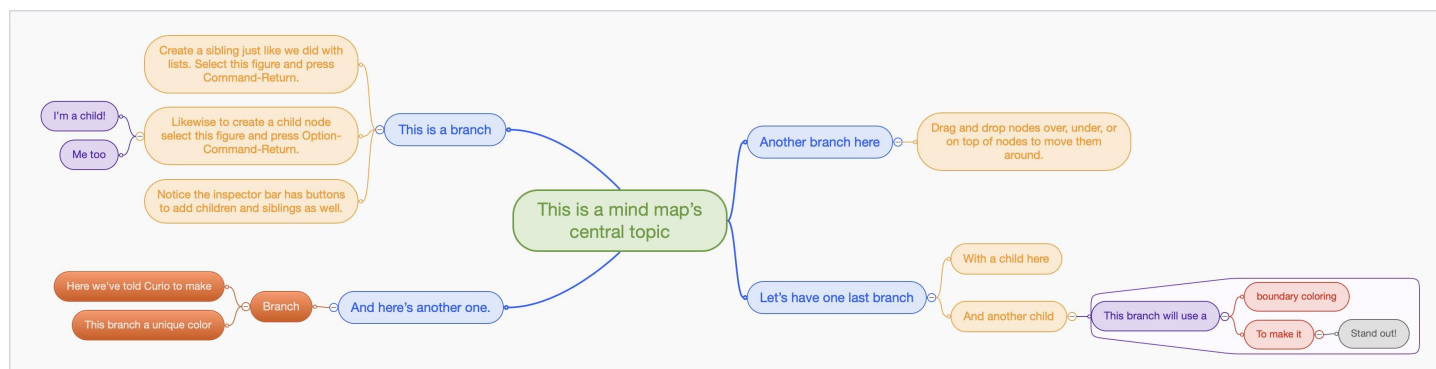 Create a sibling just like we did with
lists. Select this figure and press
Command-Return.
I'm a child!
Me too
Likewise to create a child node
select this figure and press Option-
Command-Return.
This is a branch
Notice the inspector bar has buttons
to add children and siblings as well.
Another branch here
Drag and drop nodes over, under, or
on top of nodes to move them
around.
This is a mind map’s
central topic
Here we’ve told Curio to make
This branch a unique color
Branch
And here’s another one.
Let’s have one last branch
With a child here
And another child
This branch will use a
boundary coloring
To make it
Stand out!